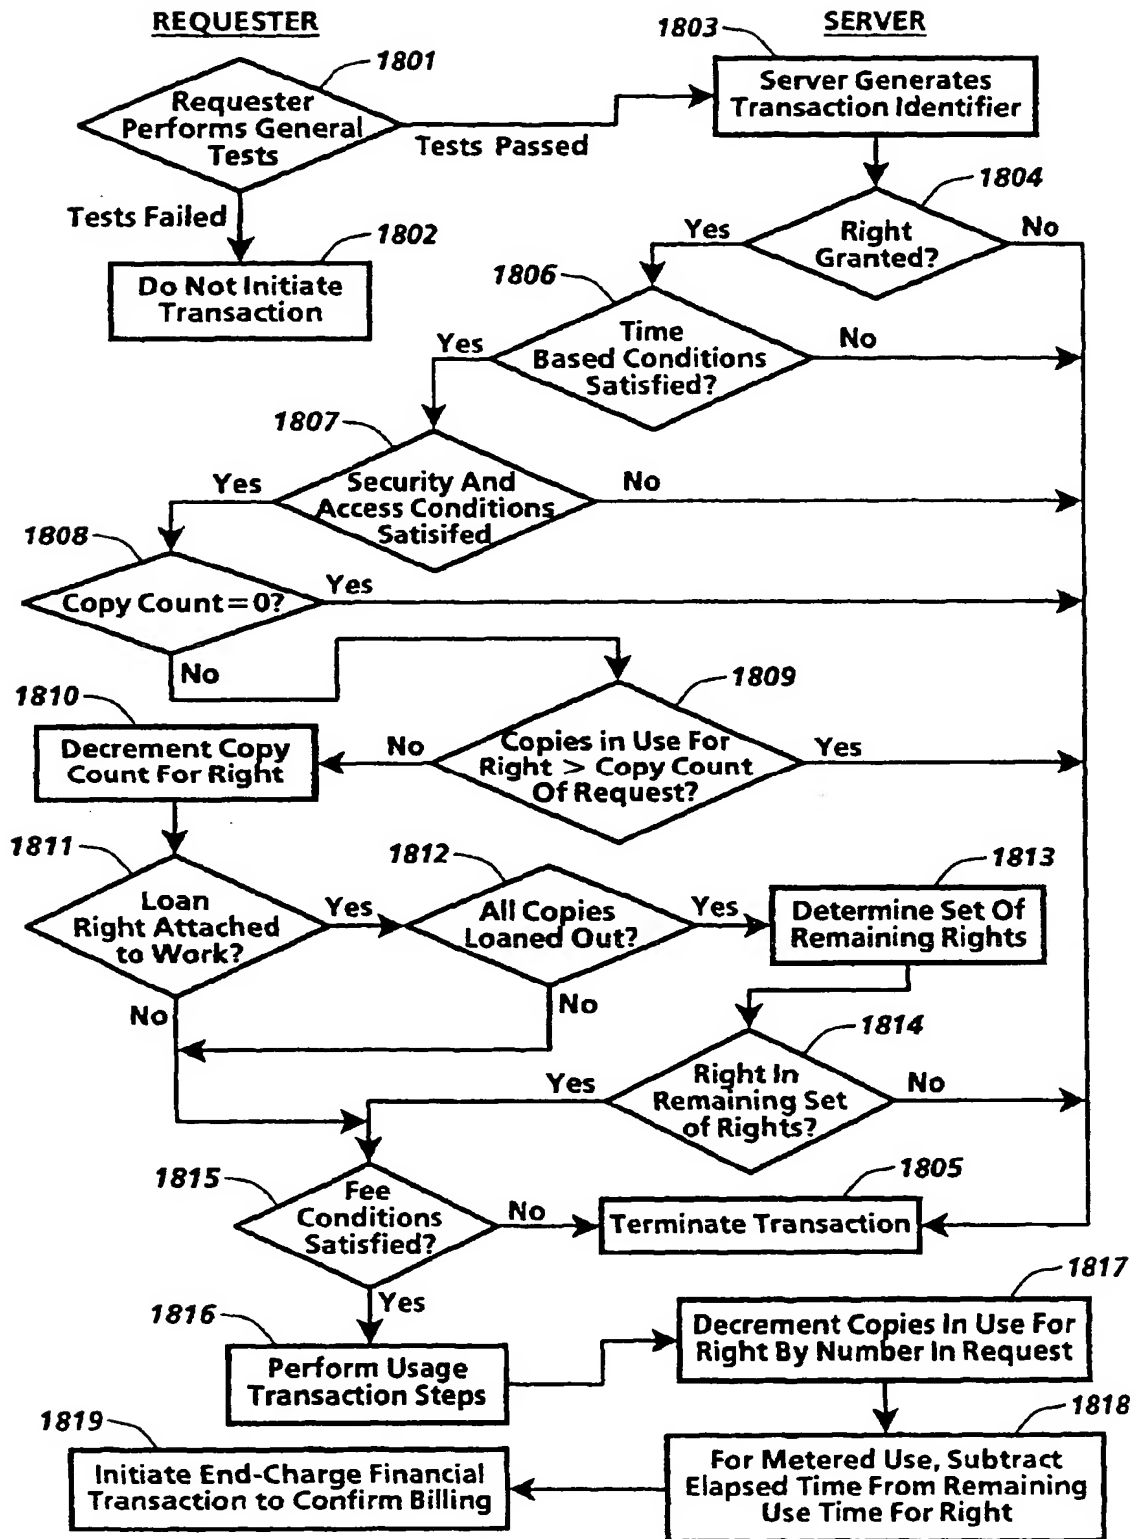 REQUESTER
SERVER
1801
1803
Requester
Performs General
Tests
Server Generates
Transaction Identifier
Tests Passed
Tests Failed
1802
1804
Do Not Initiate
Transaction
Right
Granted?
Yes
No
1806
Time
Based Conditions
Satisfied?
Yes
No
1807
Security And
Access Conditions
Satisifed
Yes
No
1808
Copy Count = 0?
Yes
No
1809
Copies in Use For
Right > Copy Count
Of Request?
No
Yes
1810
Decrement Copy
Count For Right
1811
Loan
Right Attached
to Work?
Yes
No
1812
All Copies
Loaned Out?
Yes
No
1813
Determine Set Of
Remaining Rights
1814
Right In
Remaining Set
of Rights?
Yes
No
1815
Fee
Conditions
Satisfied?
No
Yes
1805
Terminate Transaction
1816
Perform Usage
Transaction Steps
1817
Decrement Copies In Use For
Right By Number In Request
1818
For Metered Use, Subtract
Elapsed Time From Remaining
Use Time For Right
1819
Initiate End-Charge Financial
Transaction to Confirm Billing